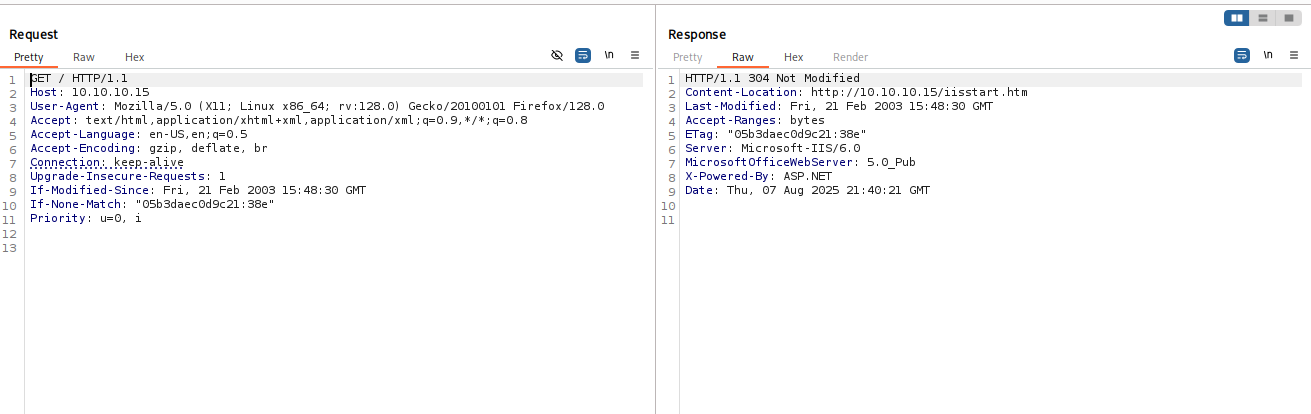 Request
Pretty Raw Hex \n
1 GET / HTTP/1.1
2 Host: 10.10.10.15
3 User-Agent: Mozilla/5.0 (X11; Linux x86_64; rv:128.0) Gecko/20100101 Firefox/128.0
4 Accept: text/html,application/xhtml+xml,application/xml;q=0.9,*/*;q=0.8
5 Accept-Language: en-US,en;q=0.5
6 Accept-Encoding: gzip, deflate, br
7 Connection: keep-alive
8 Upgrade-Insecure-Requests: 1
9 If-Modified-Since: Fri, 21 Feb 2003 15:48:30 GMT
10 If-None-Match: "05b3daec0d9c21:38e"
11 Priority: u=0, i
12
13
Response
Pretty Raw Hex Render \n
1 HTTP/1.1 304 Not Modified
2 Content-Location: http://10.10.10.15/iisstart.htm
3 Last-Modified: Fri, 21 Feb 2003 15:48:30 GMT
4 Accept-Ranges: bytes
5 ETag: "05b3daec0d9c21:38e"
6 Server: Microsoft-IIS/6.0
7 MicrosoftOfficeWebServer: 5.0_Pub
8 X-Powered-By: ASP.NET
9 Date: Thu, 07 Aug 2025 21:40:21 GMT
10
11